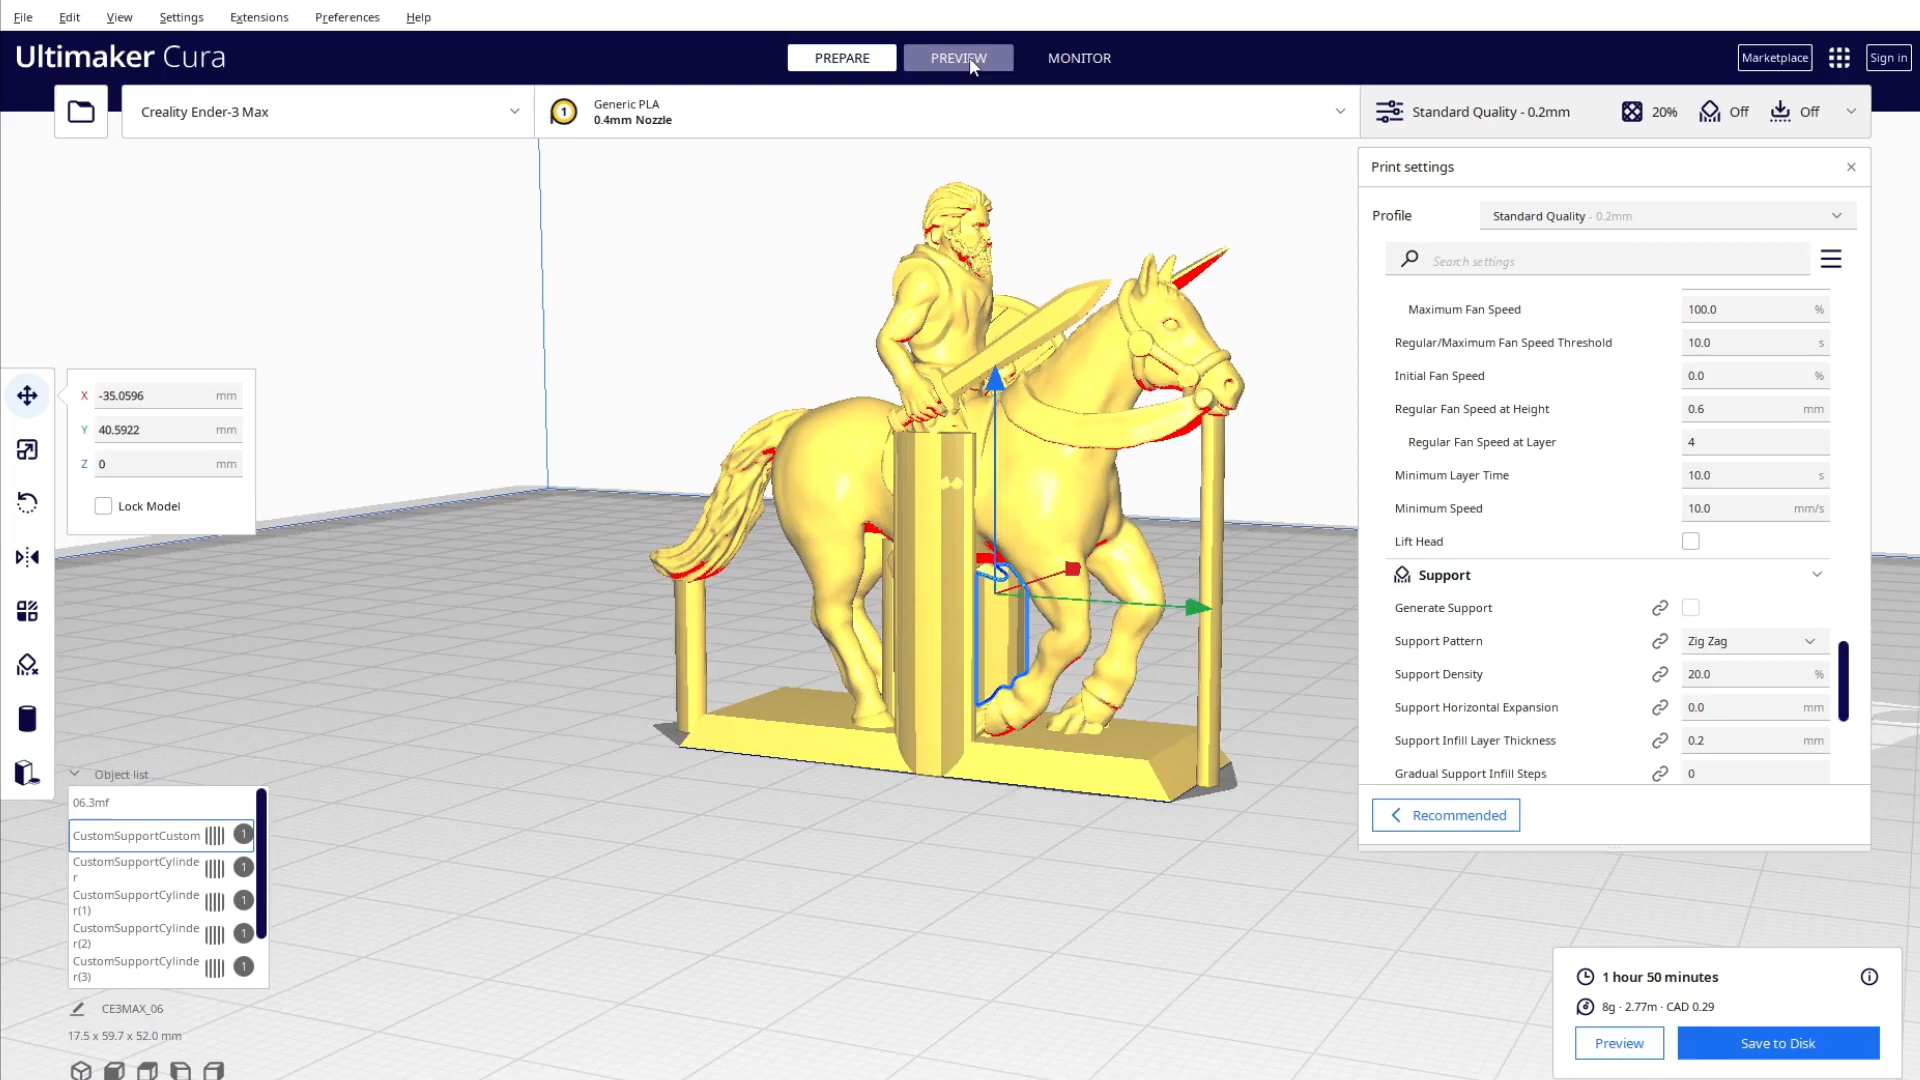 File Edit View Settings Extensions Preferences Help
Ultimaker Cura
PREPARE PREVIEW MONITOR
Marketplace Sign in
Creality Ender-3 Max
1 Generic PLA
0.4mm Nozzle
Standard Quality - 0.2mm 20% Off Off
Print settings
Profile Standard Quality - 0.2mm
Search settings
Maximum Fan Speed 100.0 %
Regular/Maximum Fan Speed Threshold 10.0 s
Initial Fan Speed 0.0 %
Regular Fan Speed at Height 0.6 mm
Regular Fan Speed at Layer 4
Minimum Layer Time 10.0 s
Minimum Speed 10.0 mm/s
Lift Head
Support
Generate Support
Support Pattern Zig Zag
Support Density 20.0 %
Support Horizontal Expansion 0.0 mm
Support Infill Layer Thickness 0.2 mm
Gradual Support Infill Steps 0
Recommended
X -35.0596 mm
Y 40.5922 mm
Z 0 mm
Lock Model
Object list
06.3mf
CustomSupportCustom 1
CustomSupportCylinde
r 1
CustomSupportCylinde
r(1) 1
CustomSupportCylinde
r(2) 1
CustomSupportCylinde
r(3) 1
CE3MAX_06
17.5 x 59.7 x 52.0 mm
1 hour 50 minutes
8g · 2.77m · CAD 0.29
Preview Save to Disk